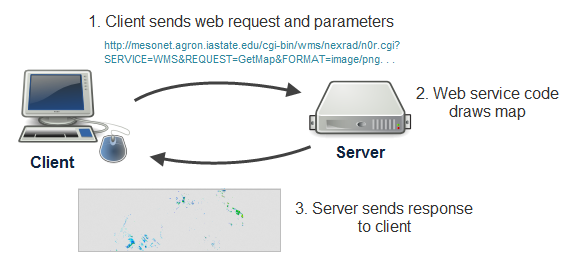 1. Client sends web request and parameters
http://mesonet.agron.iastate.edu/cgi-bin/wms/nexrad/n0r.cgi?
SERVICE=WMS&REQUEST=GetMap&FORMAT=image/png. . .
2. Web service code
draws map
Client
Server
3. Server sends response
to client